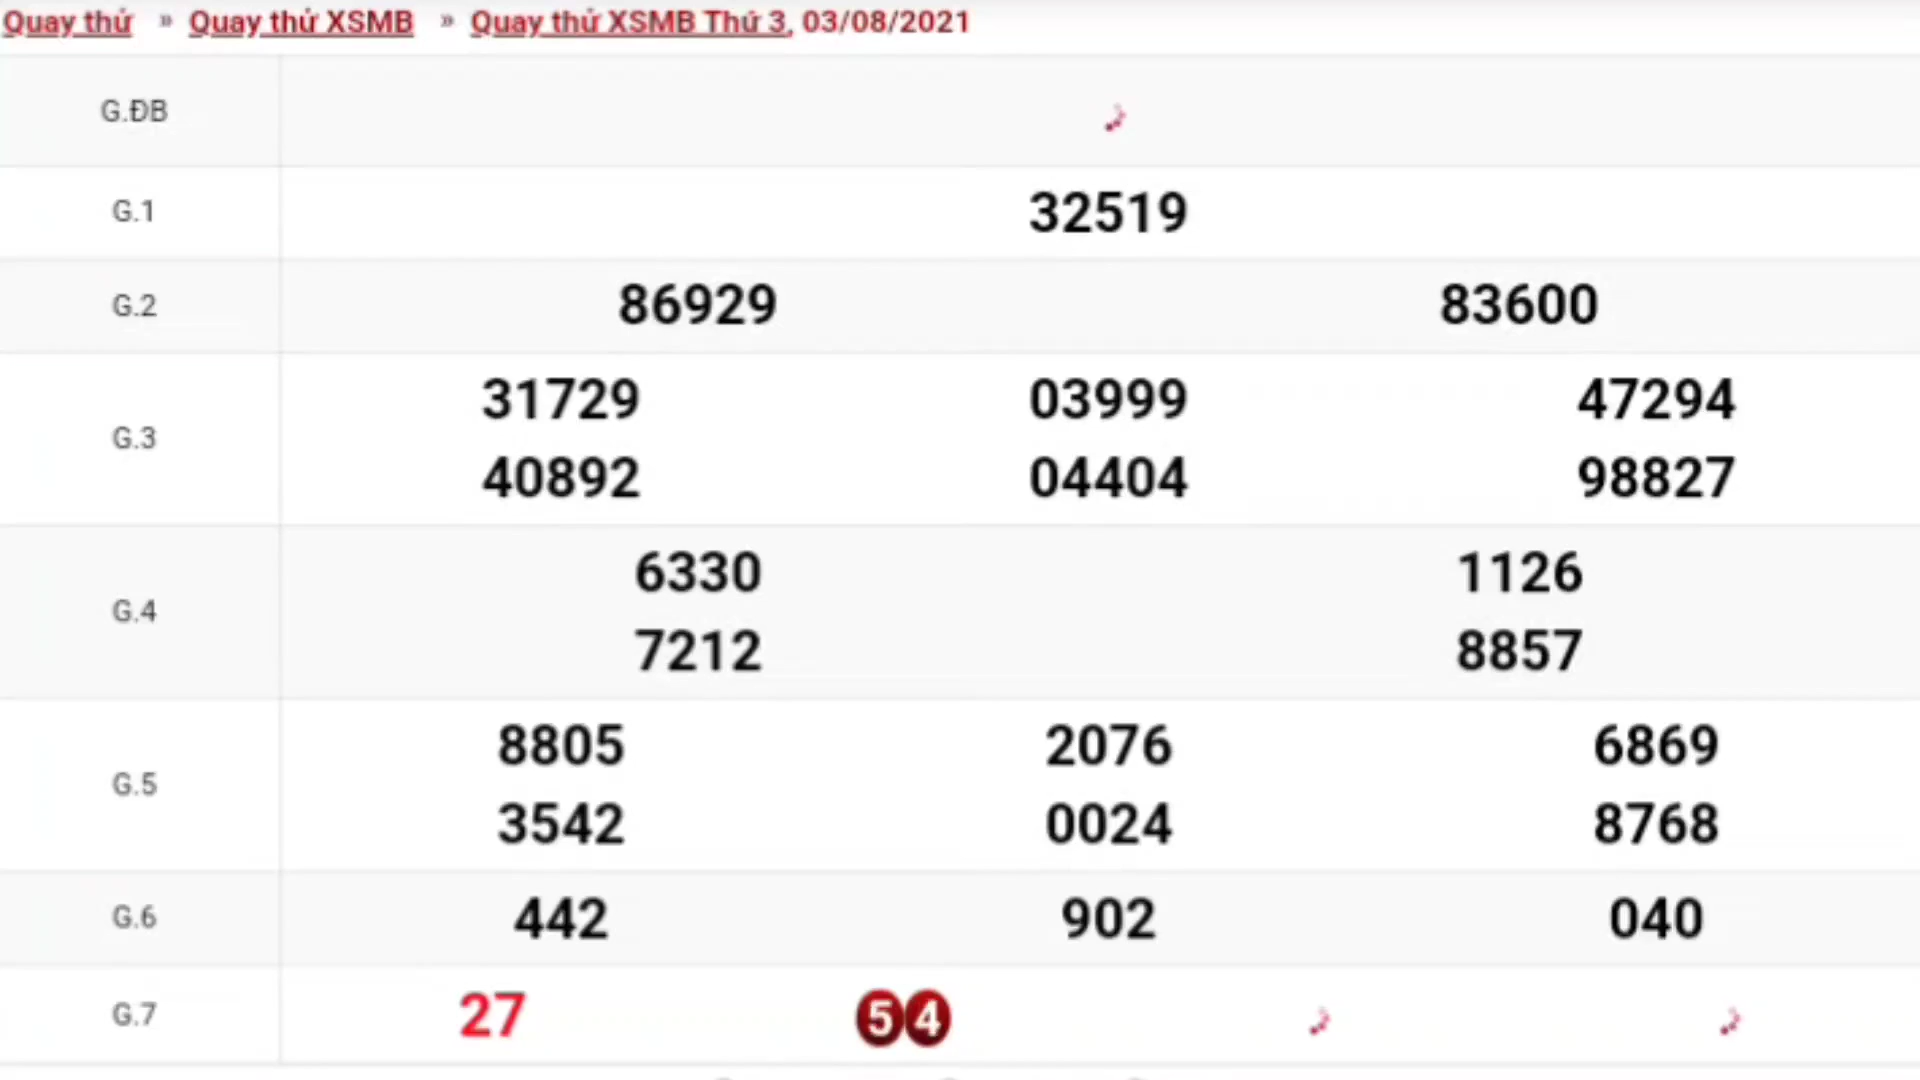 Quay thử » Quay thử XSMB » Quay thử XSMB Thứ 3, 03/08/2021
G.ĐB
G.1 32519
G.2 86929 83600
G.3 31729 03999 47294
40892 04404 98827
G.4 6330 1126
7212 8857
G.5 8805 2076 6869
3542 0024 8768
G.6 442 902 040
G.7 27 54